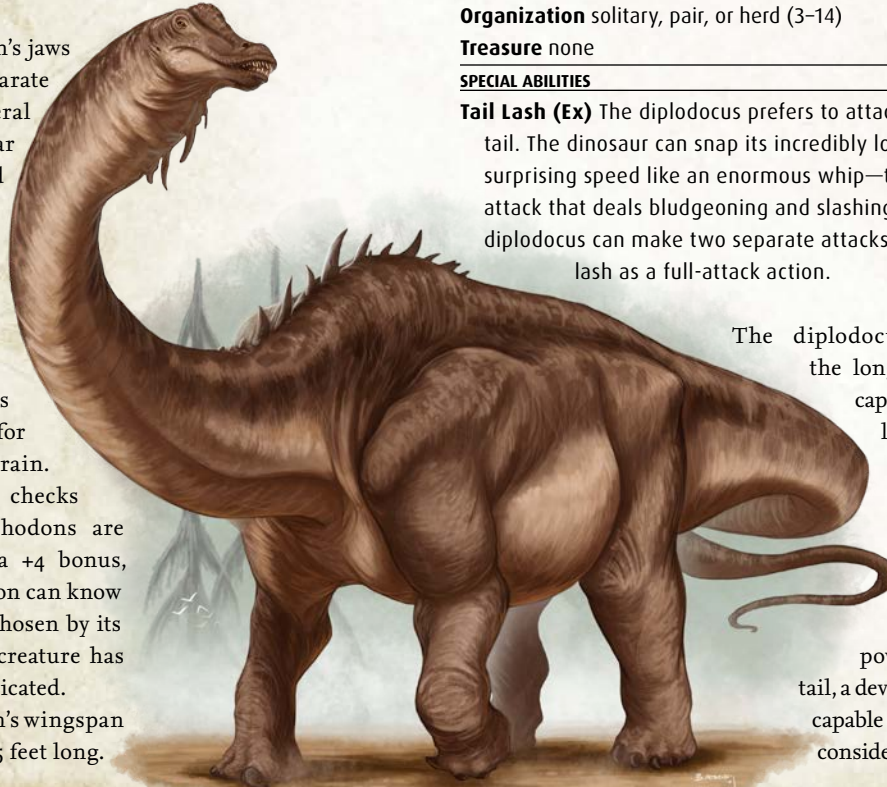 n's jaws
arate
eral
ar
s
for
rain.
checks
hodons are
a +4 bonus,
on can know
hosen by its
creature has
icated.
n's wingspan
5 feet long.
Organization solitary, pair, or herd (3–14)
Treasure none
SPECIAL ABILITIES
Tail Lash (Ex) The diplodocus prefers to attac
tail. The dinosaur can snap its incredibly lo
surprising speed like an enormous whip—t
attack that deals bludgeoning and slashing
diplodocus can make two separate attacks
lash as a full-attack action.
The diplodocu
the lon
cap
l
pov
tail, a dev
capable
consider